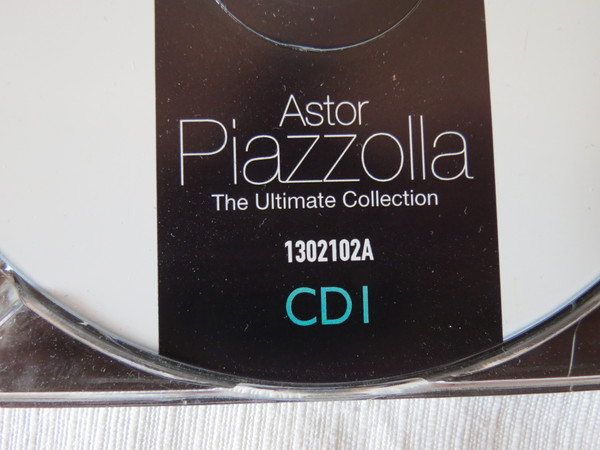 Astor
Piazzolla
The Ultimate Collection
1302102A
CD1